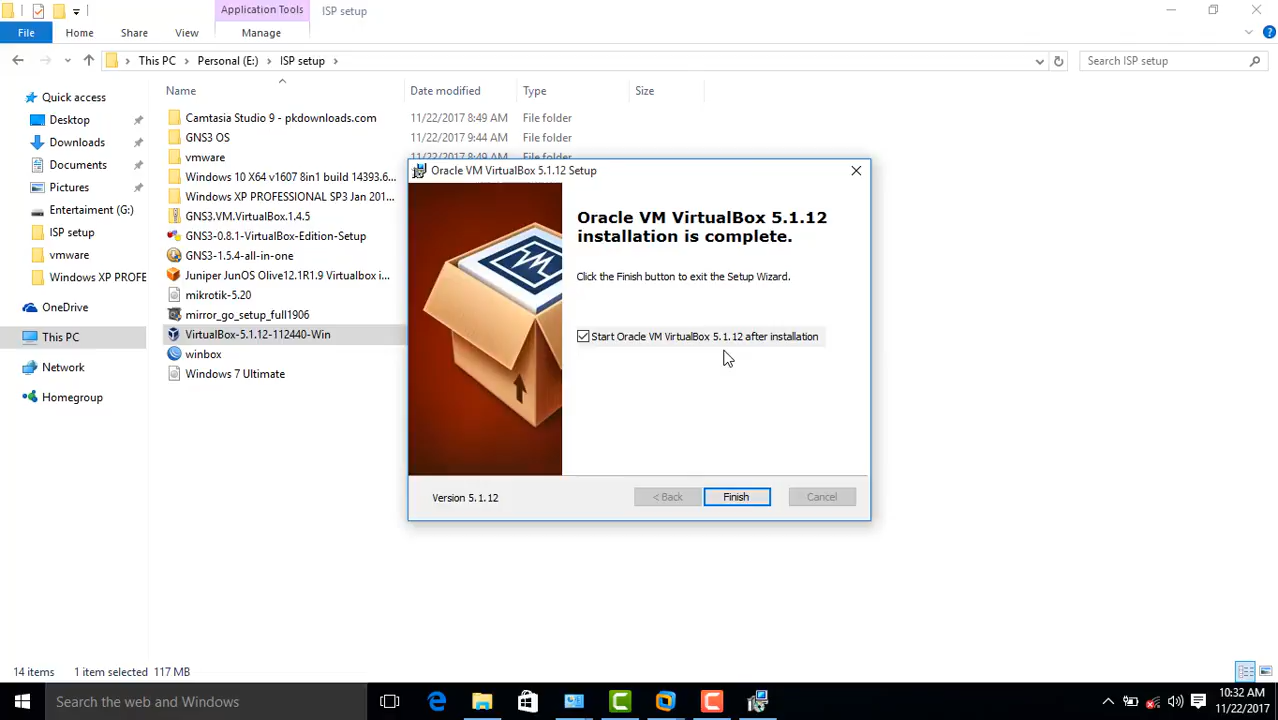 Application Tools
ISP setup
File
Home
Share
View
Manage
This PC
Personal (E:)
ISP setup
Search ISP setup
Name
Date modified
Type
Size
Quick access
Desktop
Downloads
Documents
Pictures
Entertaiment (G:)
ISP setup
vmware
Windows XP PROFE
OneDrive
This PC
Network
Homegroup
Camtasia Studio 9 - pkdownloads.com
11/22/2017 8:49 AM
File folder
GNS3 OS
11/22/2017 9:44 AM
File folder
vmware
11/22/2017 8:49 AM
File folder
Windows 10 X64 v1607 8in1 build 14393.6...
Windows XP PROFESSIONAL SP3 Jan 201...
GNS3.VM.VirtualBox.1.4.5
GNS3-0.8.1-VirtualBox-Edition-Setup
GNS3-1.5.4-all-in-one
Juniper JunOS Olive12.1R1.9 Virtualbox i...
mikrotik-5.20
mirror_go_setup_full1906
VirtualBox-5.1.12-112440-Win
winbox
Windows 7 Ultimate
Oracle VM VirtualBox 5.1.12 Setup
Oracle VM VirtualBox 5.1.12
installation is complete.
Click the Finish button to exit the Setup Wizard.
Start Oracle VM VirtualBox 5.1.12 after installation
Version 5.1.12
< Back
Finish
Cancel
14 items
1 item selected
117 MB
Search the web and Windows
10:32 AM
11/22/2017